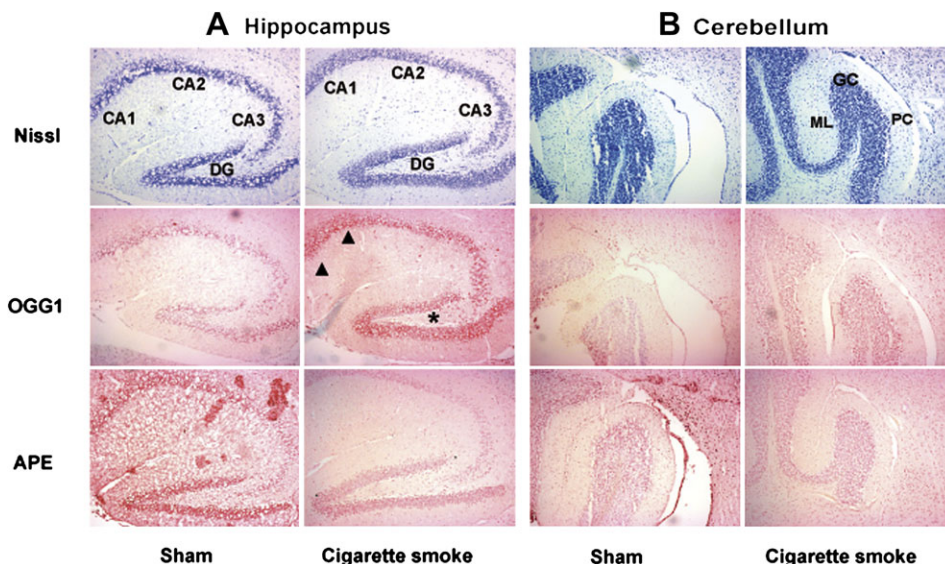 A Hippocampus
B Cerebellum
Nissl
CA1
CA2
CA3
DG
CA1
CA2
CA3
DG
GC
ML
PC
OGG1
*
APE
Sham
Cigarette smoke
Sham
Cigarette smoke